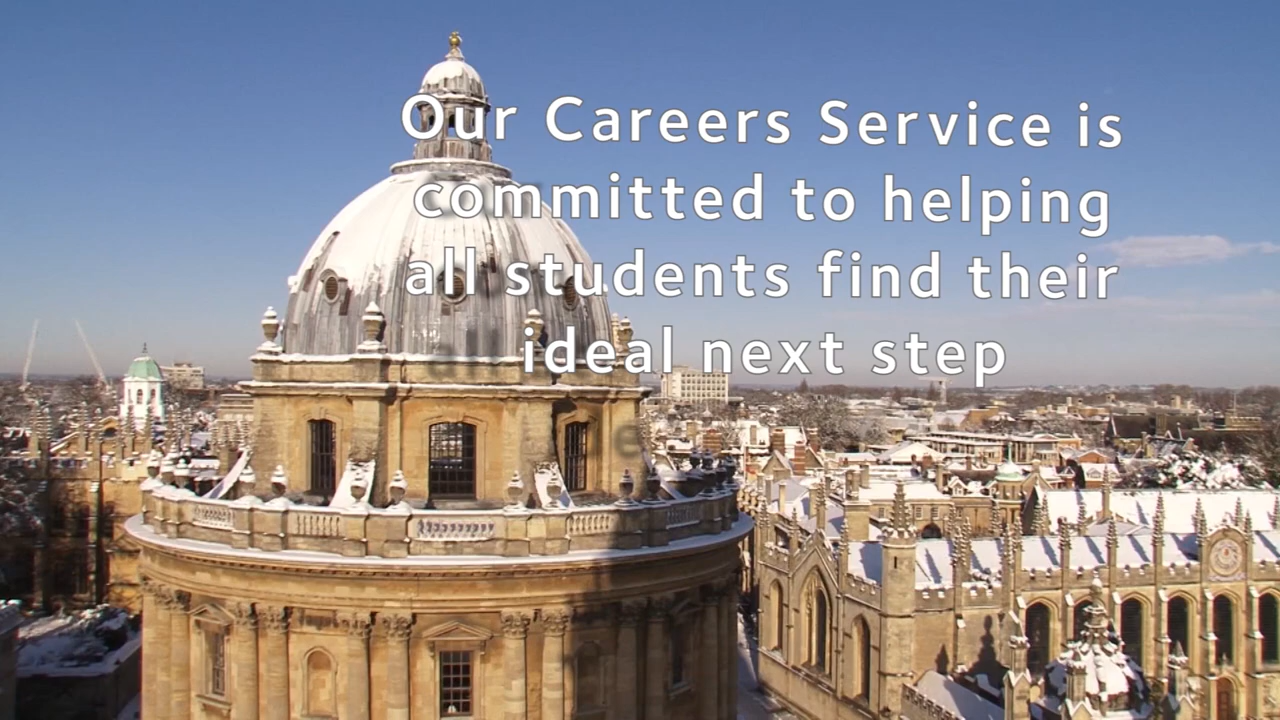 Our Careers Service is
committed to helping
all students find their
ideal next step